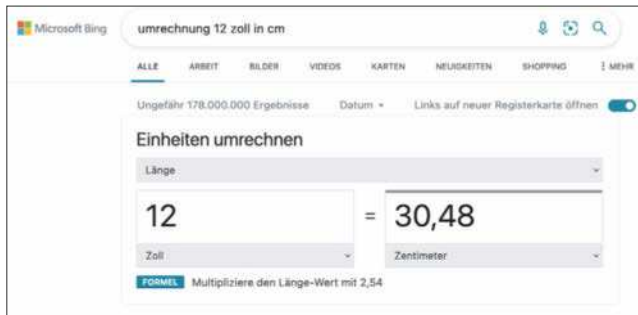 Microsoft Bing umrechnung 12 zoll in cm
ALLE ARBEIT BILDER VIDEOS KARTEN NEUIGKEITEN SHOPPING MEHR
Ungefähr 178.000.000 Ergebnisse Datum Links auf neuer Registerkarte öffnen
Einheiten umrechnen
Länge
12 = 30,48
Zoll Zentimeter
FORMEL Multipliziere den Länge-Wert mit 2,54